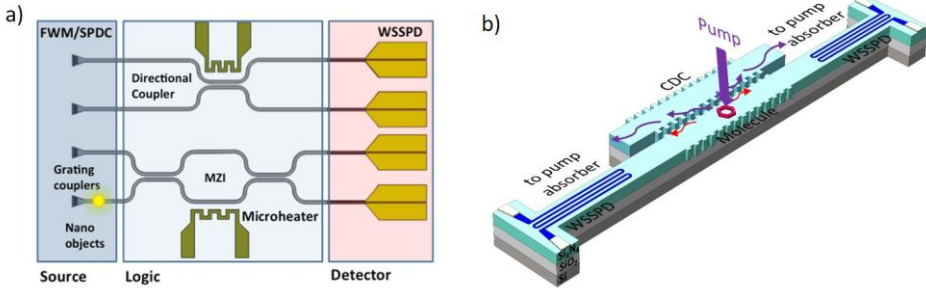 a)
FWM/SPDC
WSSPD
Directional
Coupler
Grating
couplers
MZI
Nano
objects
Microheater
Source
Logic
Detector
b)
Pump
to pump
absorber
CDC
WSSPD
Molecule
to pump
absorber
WSSPD
Si₃N₄
SiO₂
Si